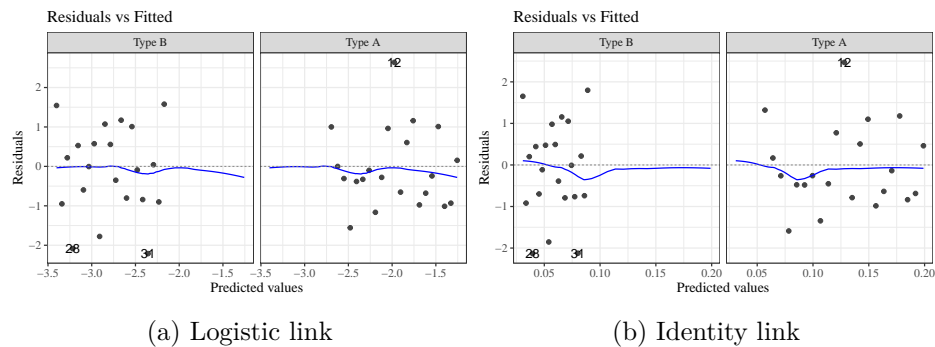 Residuals vs Fitted
Type B
Type A
Residuals
2
1
0
−1
−2
12
28
31
−3.5 −3.0 −2.5 −2.0 −1.5 −3.5 −3.0 −2.5 −2.0 −1.5
Predicted values
(a) Logistic link
Residuals vs Fitted
Type B
Type A
Residuals
2
1
0
−1
−2
12
28
31
0.05 0.10 0.15 0.20 0.05 0.10 0.15 0.20
Predicted values
(b) Identity link